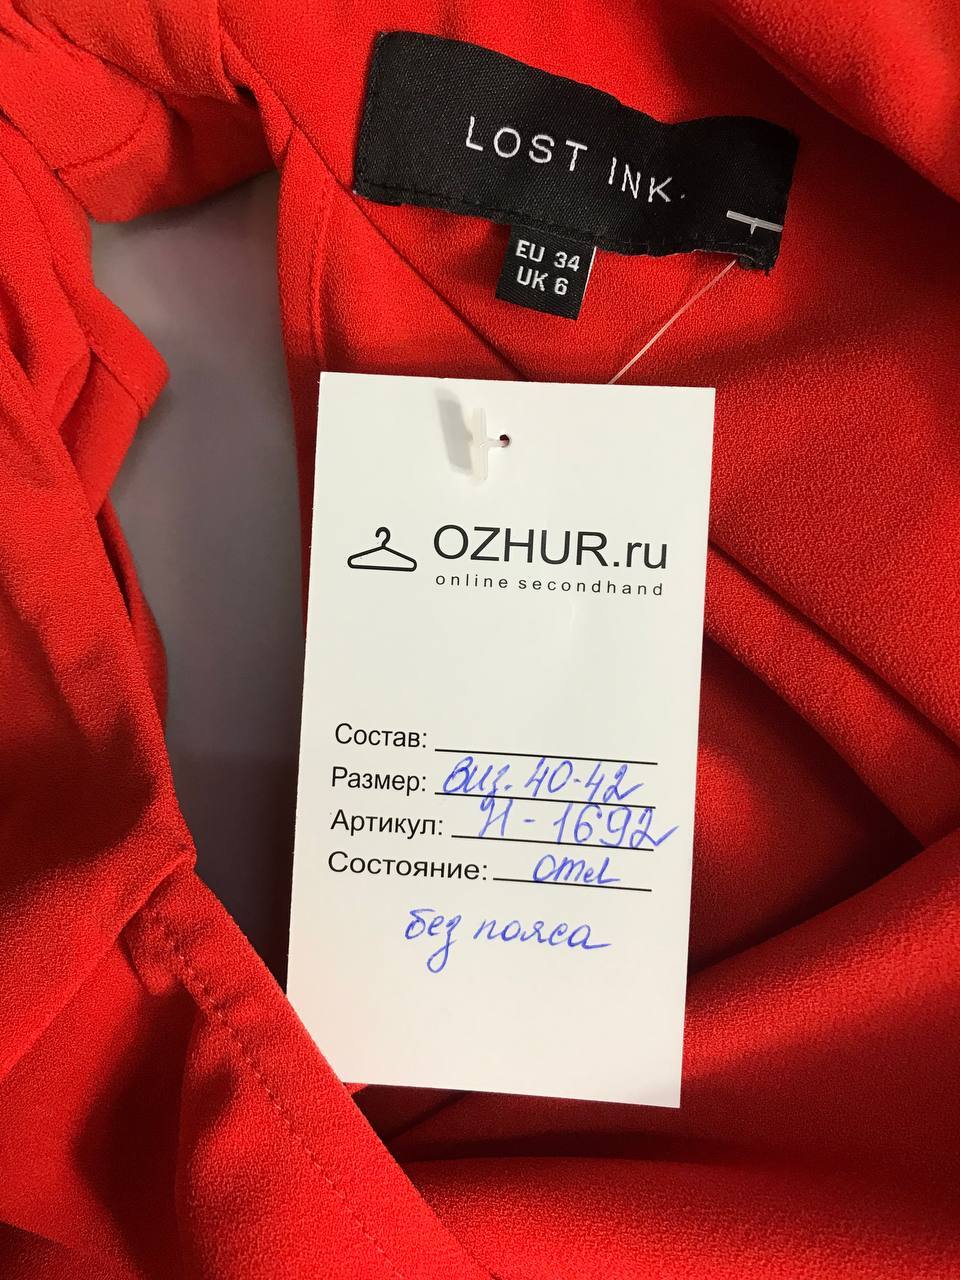 LOST INK.
EU 34
UK 6
OZHUR.ru
online secondhand
Состав:
Размер: виз. 40-42
Артикул: Н-1692
Состояние: отл
без пояса